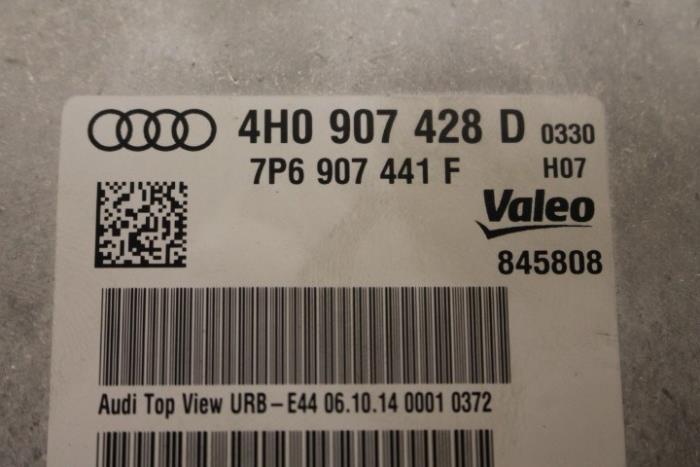 4H0 907 428 D 0330
7P6 907 441 F H07
Valeo
845808
Audi Top View URB-E44 06.10.14 0001 0372